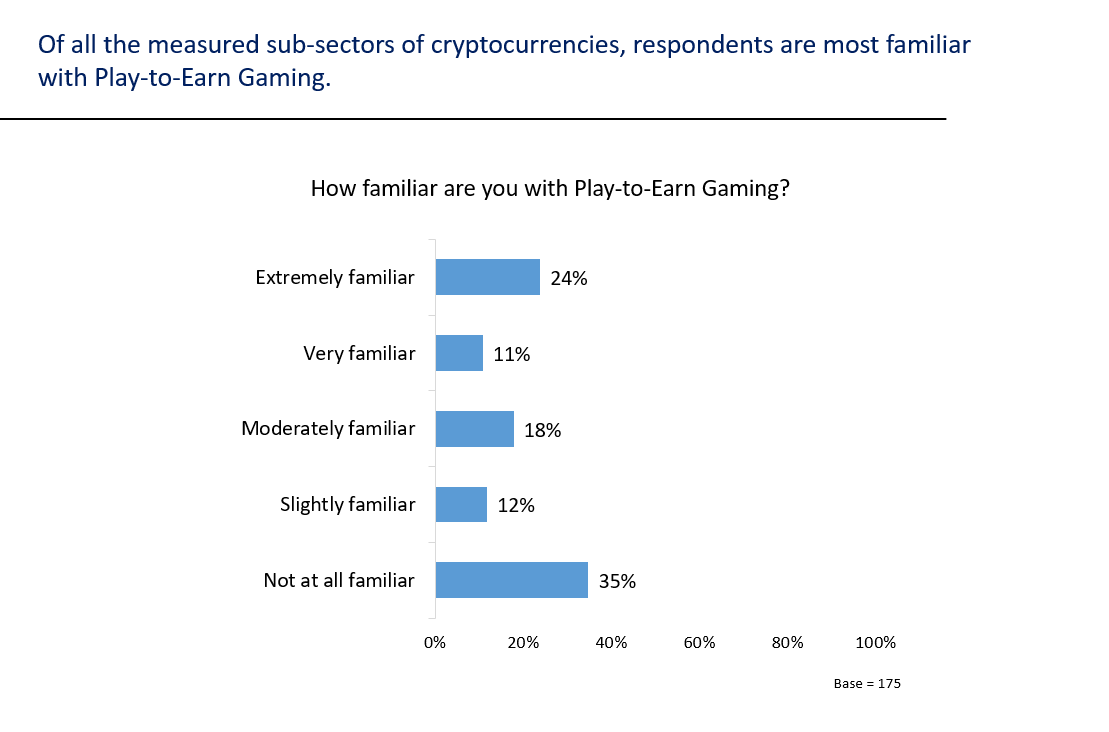 Of all the measured sub-sectors of cryptocurrencies, respondents are most familiar
with Play-to-Earn Gaming.
How familiar are you with Play-to-Earn Gaming?
Extremely familiar 24%
Very familiar 11%
Moderately familiar 18%
Slightly familiar 12%
Not at all familiar 35%
0% 20% 40% 60% 80% 100%
Base = 175